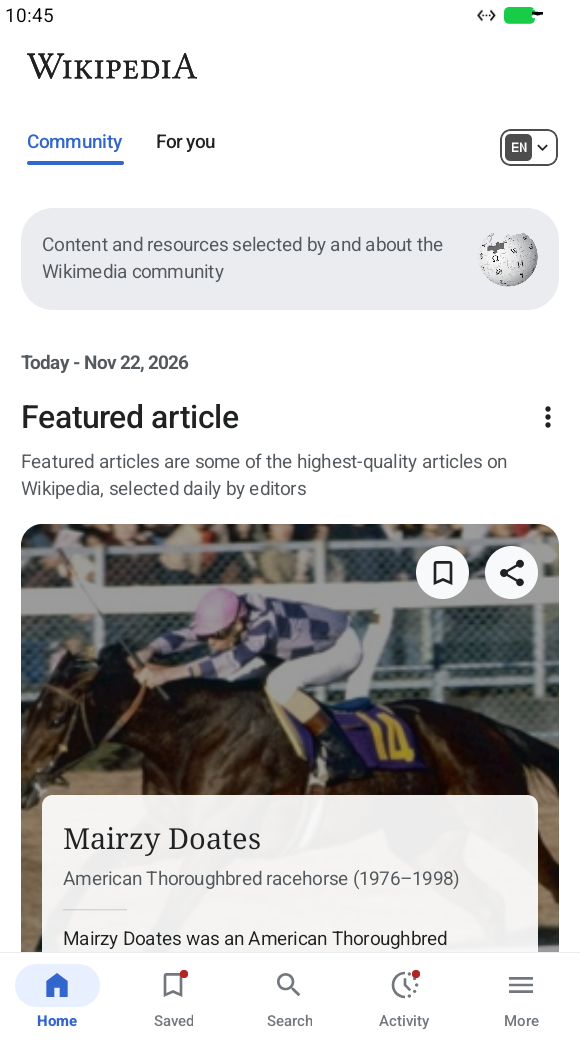 10:45
WIKIPEDIA
Community
For you
EN
Content and resources selected by and about the
Wikimedia community
Today - Nov 22, 2026
Featured article
Featured articles are some of the highest-quality articles on
Wikipedia, selected daily by editors
14
Mairzy Doates
American Thoroughbred racehorse (1976–1998)
Mairzy Doates was an American Thoroughbred
Home
Saved
Search
Activity
More